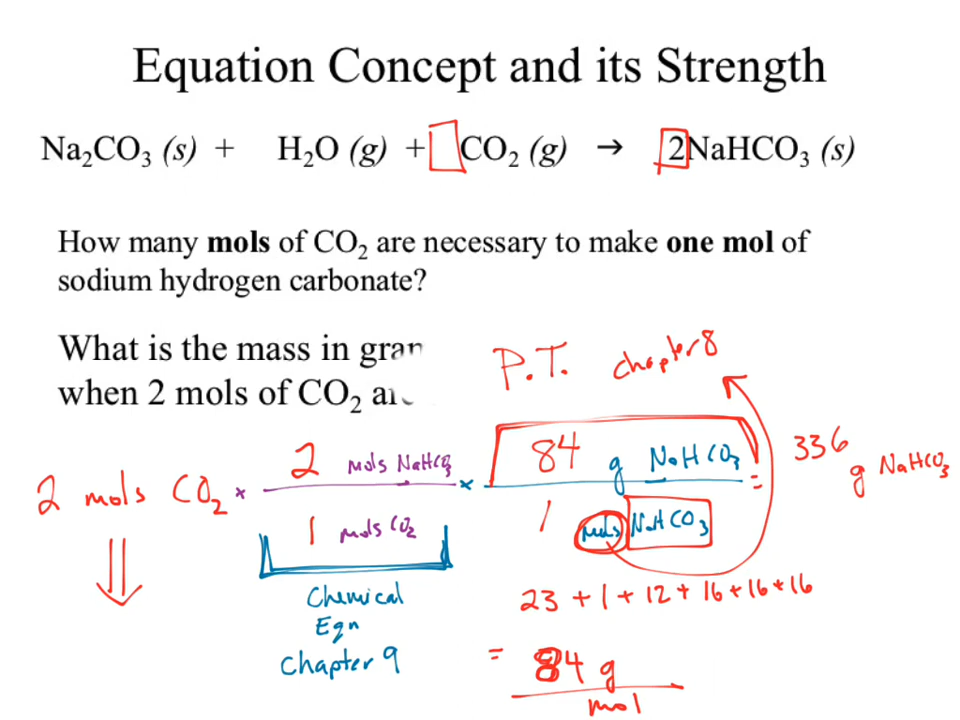 Equation Concept and its Strength
Na₂CO₃ (s) + H₂O (g) + CO₂ (g) → 2NaHCO₃ (s)
How many mols of CO₂ are necessary to make one mol of
sodium hydrogen carbonate?
What is the mass in gran
when 2 mols of CO₂ are
P.T. chapter 8
2 mols CO₂ × 2 mols NaHCO₃ × 84 g NaHCO₃ = 336 g NaHCO₃
1 mols CO₂ 1 mols NaHCO₃
Chemical
Eqn
Chapter 9
23 + 1 + 12 + 16 + 16 + 16
= 84 g
mol